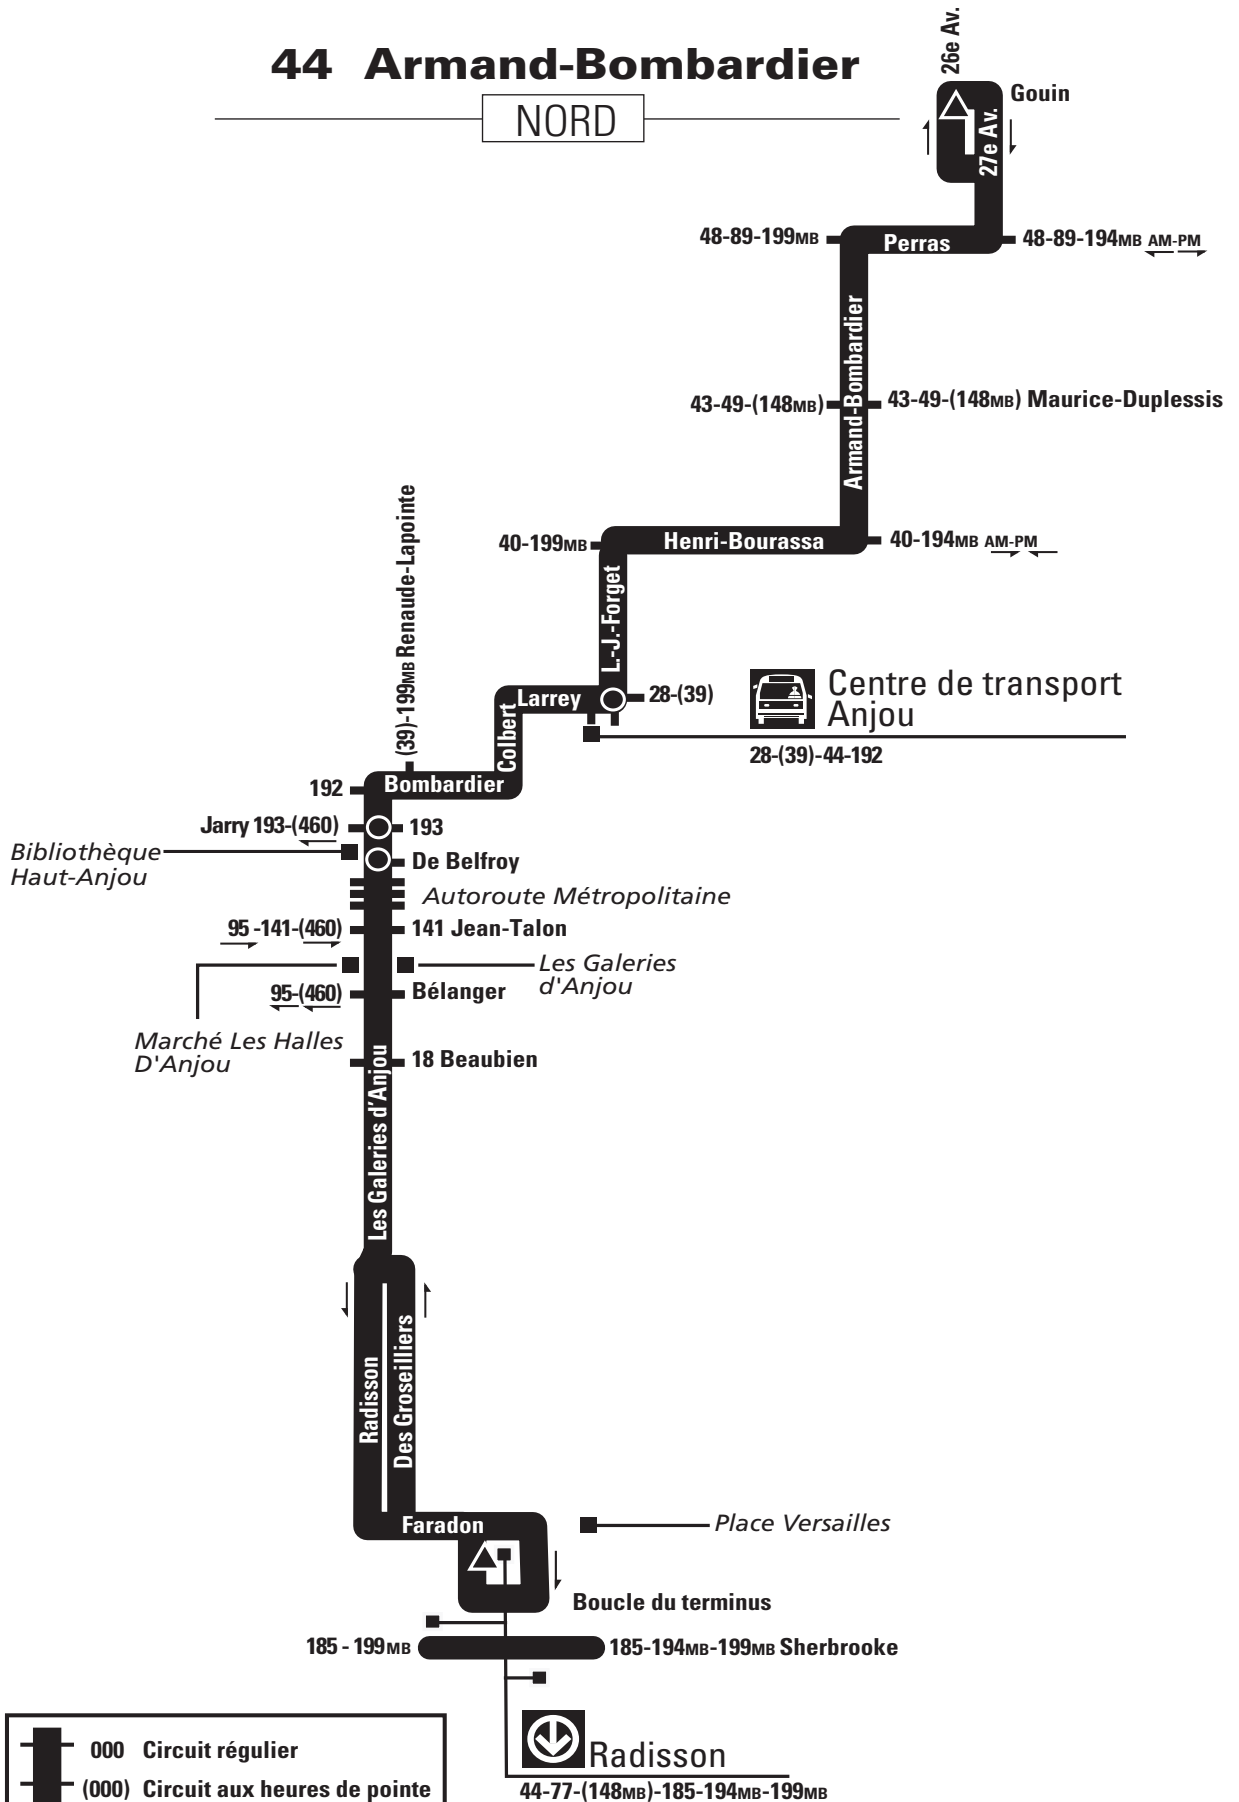 44 Armand-Bombardier
NORD
26e Av.
Gouin
27e Av.
48-89-199MB
Perras
48-89-194MB AM-PM
Armand-Bombardier
43-49-(148MB)
43-49-(148MB) Maurice-Duplessis
40-199MB
Henri-Bourassa
40-194MB AM-PM
L.-J.-Forget
(39)-199MB Renaude-Lapointe
Larrey
28-(39)
Centre de transport
Anjou
28-(39)-44-192
Colbert
192
Bombardier
Jarry 193-(460)
193
Bibliothèque
Haut-Anjou
De Belfroy
Autoroute Métropolitaine
95 -141-(460)
141 Jean-Talon
Les Galeries
d'Anjou
95-(460)
Bélanger
Marché Les Halles
D'Anjou
18 Beaubien
Les Galeries d'Anjou
Radisson
Des Groseilliers
Faradon
Place Versailles
Boucle du terminus
185 - 199MB
185-194MB-199MB Sherbrooke
Radisson
44-77-(148MB)-185-194MB-199MB
000 Circuit régulier
(000) Circuit aux heures de pointe